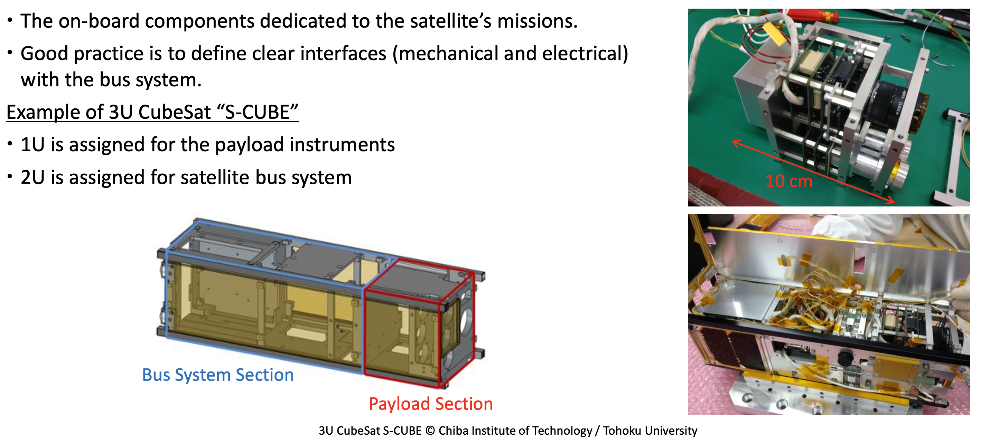 ・The on-board components dedicated to the satellite’s missions.
・Good practice is to define clear interfaces (mechanical and electrical)
with the bus system.
Example of 3U CubeSat “S-CUBE”
・1U is assigned for the payload instruments
・2U is assigned for satellite bus system
OPEN CLOSE
10 cm
Bus System Section
Payload Section
3U CubeSat S-CUBE © Chiba Institute of Technology / Tohoku University